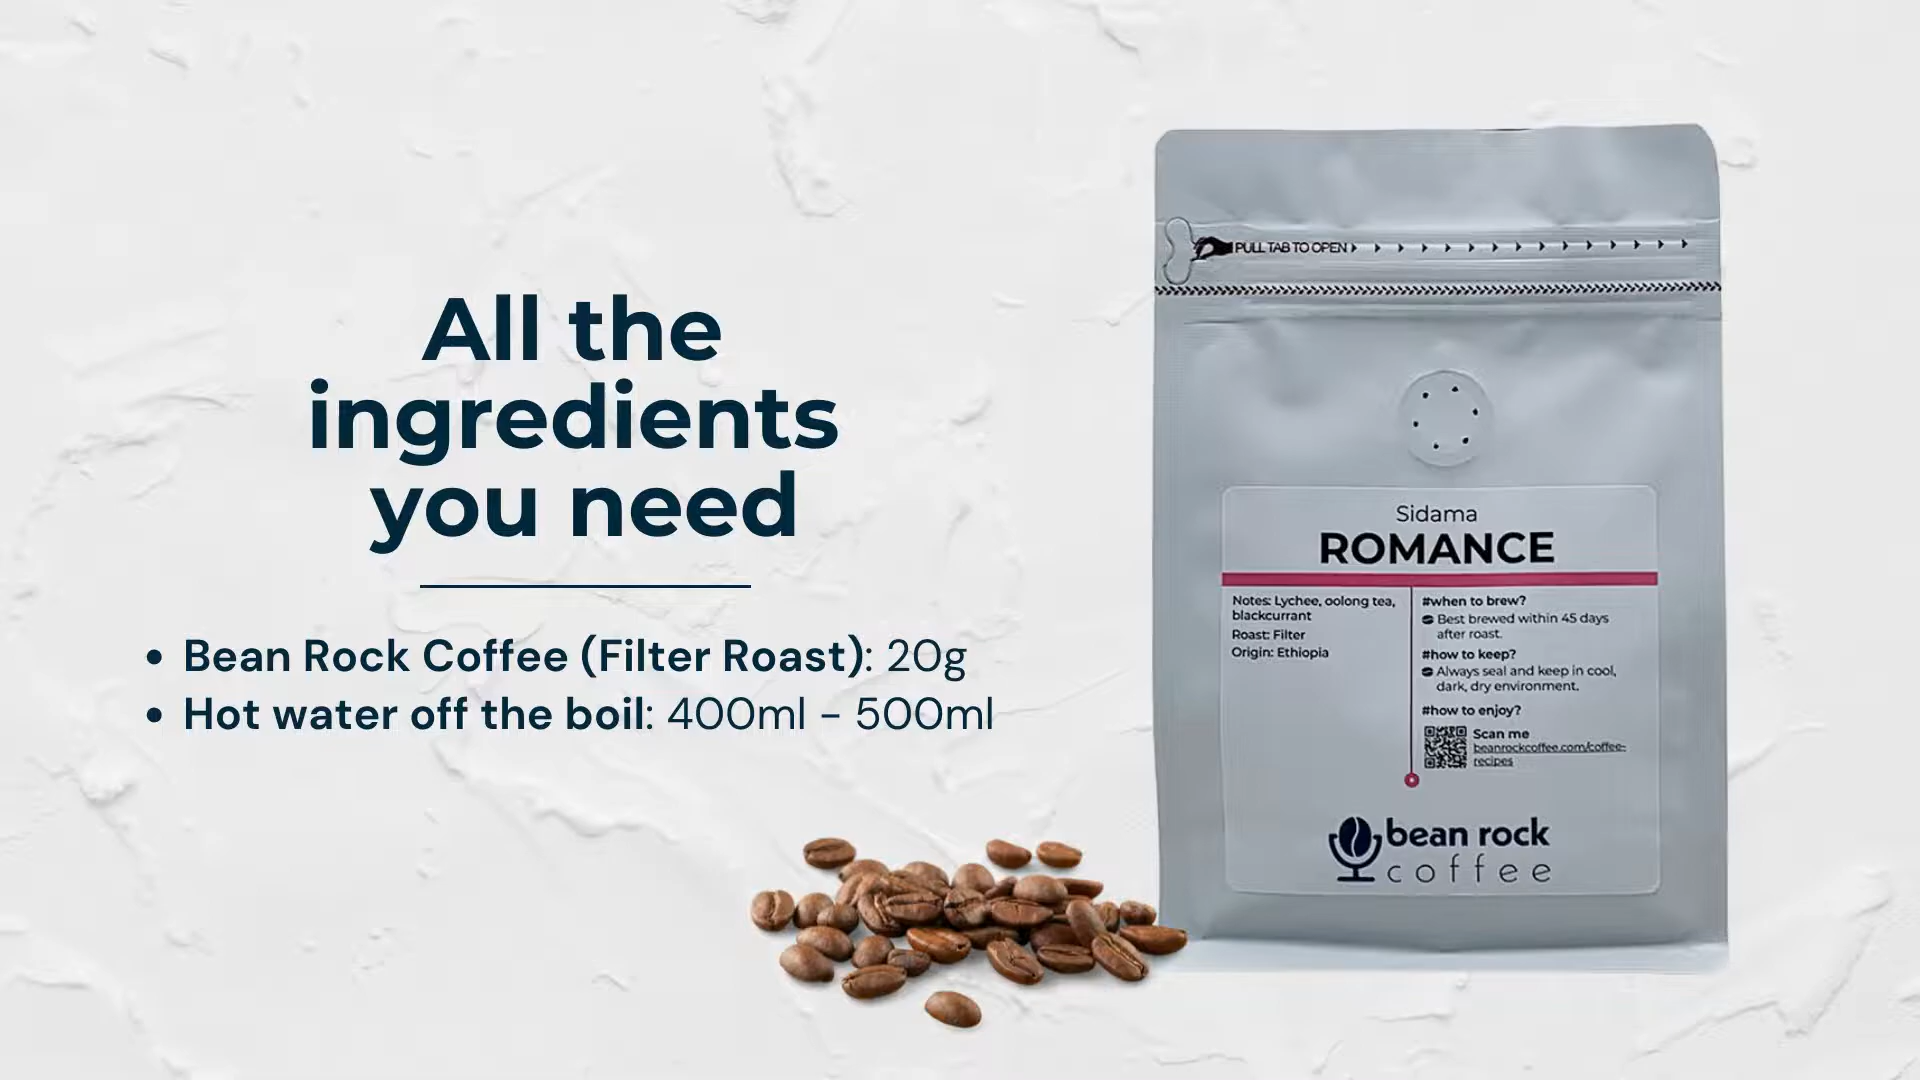 All the
ingredients
you need
• Bean Rock Coffee (Filter Roast): 20g
• Hot water off the boil: 400ml - 500ml
PULL TAB TO OPEN
Sidama
ROMANCE
Notes: Lychee, oolong tea,
blackcurrant
Roast: Filter
Origin: Ethiopia
#when to brew?
Best brewed within 45 days
after roast.
#how to keep?
Always seal and keep in cool,
dark, dry environment.
#how to enjoy?
Scan me
beanrockcoffee.com/coffee-
recipes
bean rock
coffee